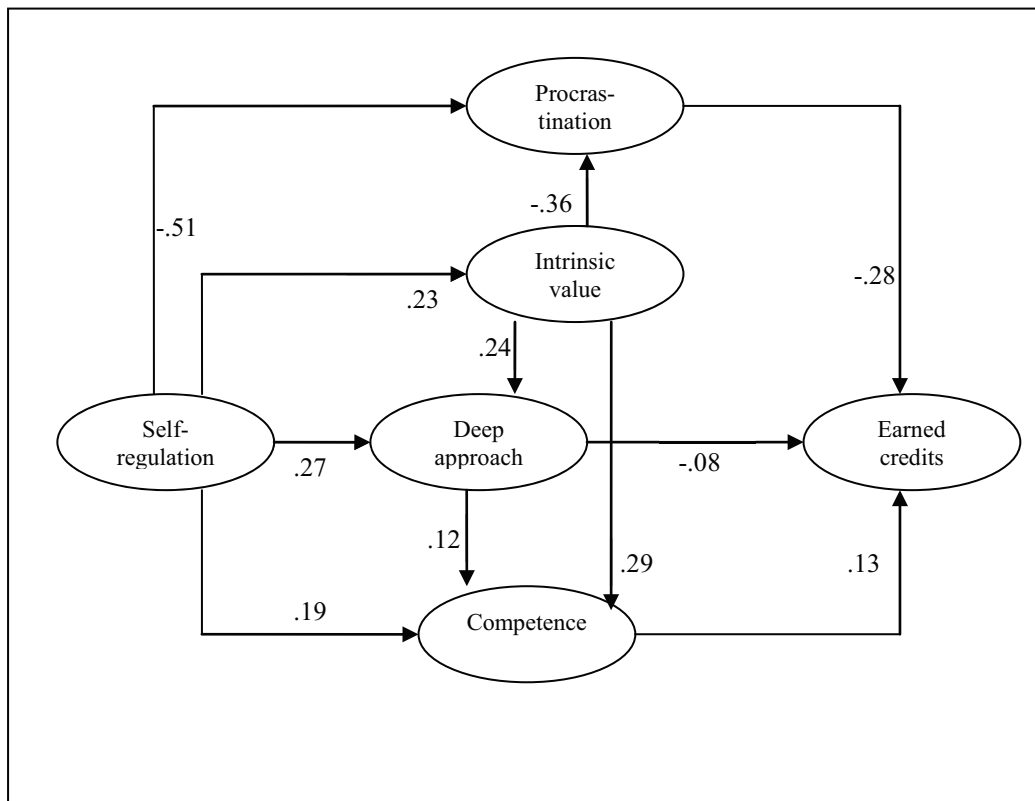 Procras-
tination
-.51
-.36
Intrinsic
value
-.28
.23
.24
Self-
regulation
Deep
approach
Earned
credits
.27
-.08
.12
.29
.13
.19
Competence